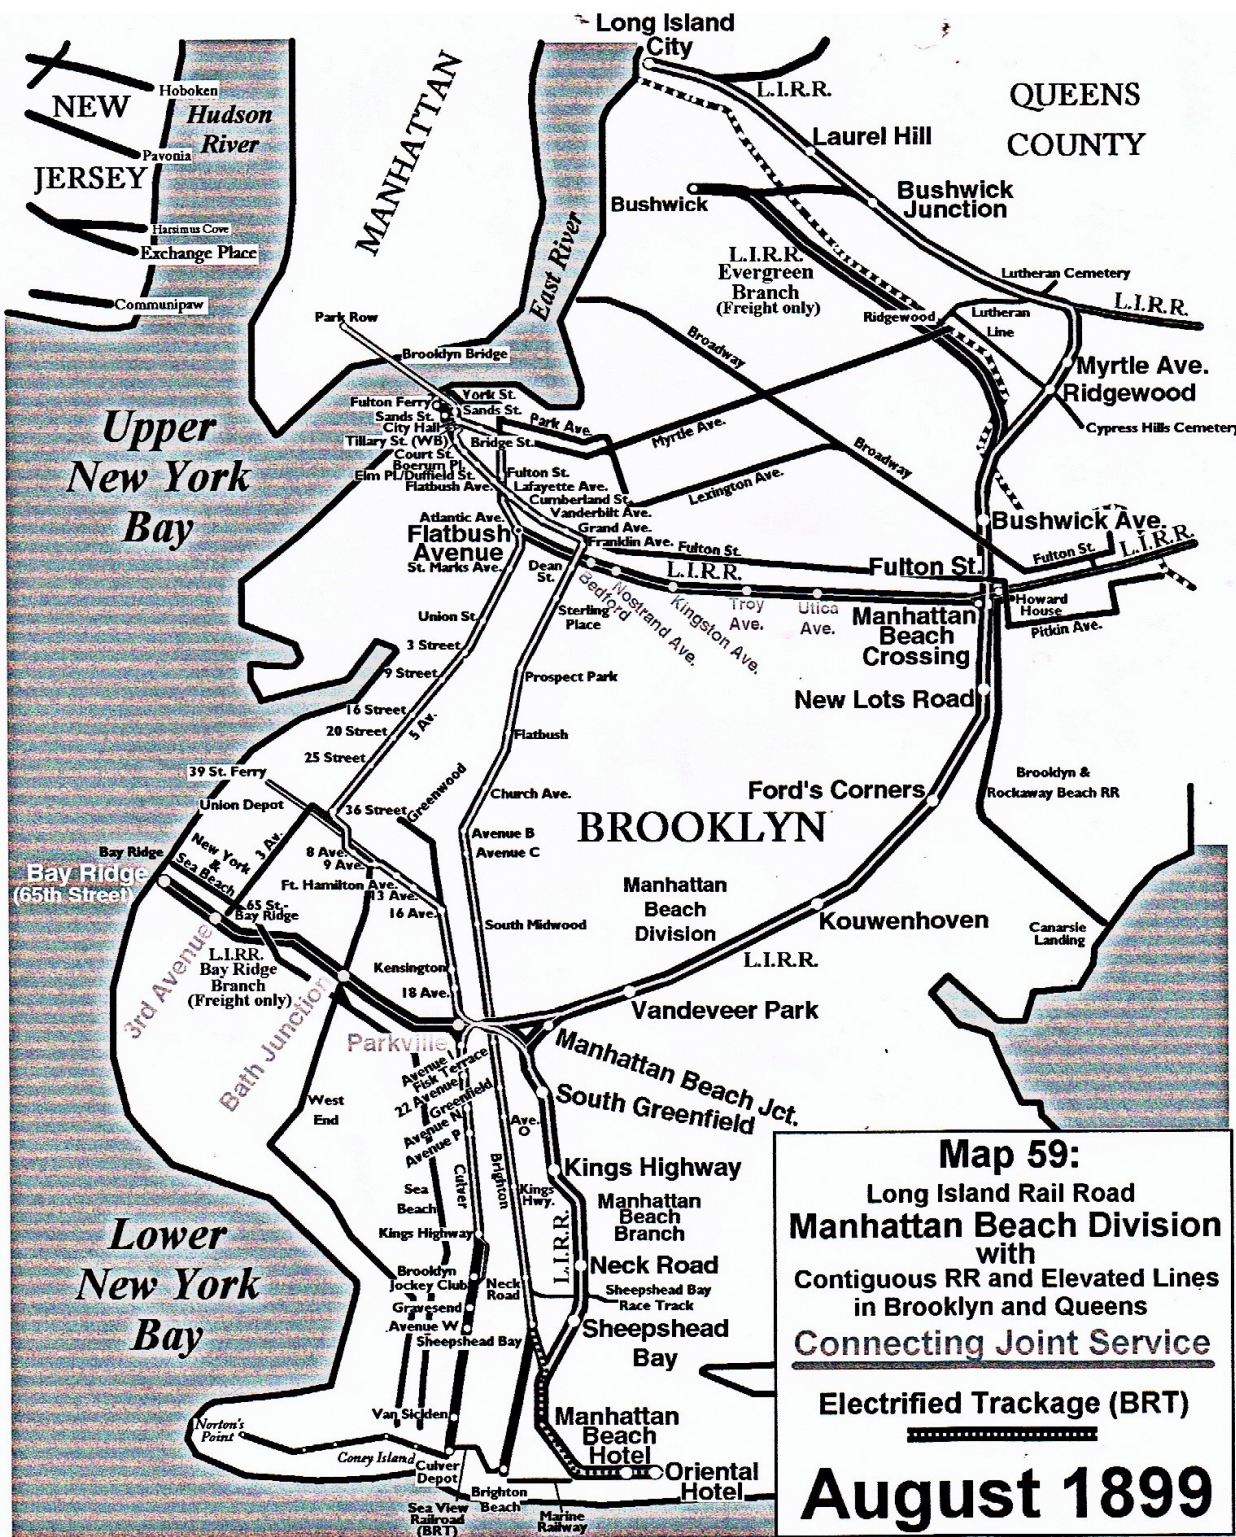 Long Island
City
L.I.R.R.
QUEENS
COUNTY
Laurel Hill
Bushwick
Junction
Bushwick
L.I.R.R.
Evergreen
Branch
(Freight only)
Lutheran Cemetery
Lutheran
Line
L.I.R.R.
Ridgewood
Myrtle Ave.
Ridgewood
Cypress Hills Cemetery
NEW
JERSEY
Hoboken
Pavonia
Harsimus Cove
Exchange Place
Communipaw
Hudson
River
MANHATTAN
East River
Park Row
Brooklyn Bridge
Upper
New York
Bay
Fulton Ferry
York St.
Sands St.
Sands St.
City Hall
Tillary St. (WB)
Bridge St.
Court St.
Boerum Pl.
Elm Pl./Duffield St.
Flatbush Ave.
Fulton St.
Lafayette Ave.
Cumberland St.
Vanderbilt Ave.
Grand Ave.
Franklin Ave.
Park Ave.
Myrtle Ave.
Lexington Ave.
Broadway
Broadway
Atlantic Ave.
Flatbush
Avenue
St. Marks Ave.
Dean
St.
Fulton St.
L.I.R.R.
Bedford
Nostrand Ave.
Kingston Ave.
Troy
Ave.
Utica
Ave.
Bushwick Ave.
Fulton St.
L.I.R.R.
Fulton St.
Howard
House
Pitkin Ave.
Manhattan
Beach
Crossing
New Lots Road
Sterling
Place
Union St.
3 Street
9 Street
16 Street
20 Street
25 Street
5 Av.
Prospect Park
Flatbush
Church Ave.
39 St. Ferry
Union Depot
36 Street
Greenwood
Avenue B
Avenue C
Ford's Corners
Brooklyn &
Rockaway Beach RR
BROOKLYN
Bay Ridge
Bay Ridge
(65th Street)
New York
&
Sea Beach
3 Av.
8 Ave.
9 Ave.
Ft. Hamilton Ave.
13 Ave.
16 Ave.
65 St.-
Bay Ridge
South Midwood
Manhattan
Beach
Division
L.I.R.R.
Kouwenhoven
Canarsie
Landing
3rd Avenue
L.I.RR.
Bay Ridge
Branch
(Freight only)
Bath Junction
Kensington
18 Ave.
Parkville
Vandeveer Park
Manhattan Beach Jct.
South Greenfield
Avenue I
Fisk Terrace
22 Avenue
Greenfield
Avenue N
Avenue P
West
End
Ave.
O
Culver
Brighton
Sea
Beach
Kings
Hwy.
Kings Highway
Manhattan
Beach
Branch
L.I.R.R.
Kings Highway
Brooklyn
Jockey Club
Neck
Road
Neck Road
Sheepshead Bay
Race Track
Gravesend
Avenue W
Sheepshead Bay
Sheepshead
Bay
Lower
New York
Bay
Norton's
Point
Van Sicklen
Coney Island
Culver
Depot
Sea View
Railroad
(BRT)
Brighton
Beach
Marine
Railway
Manhattan
Beach
Hotel
Oriental
Hotel
Map 59:
Long Island Rail Road
Manhattan Beach Division
with
Contiguous RR and Elevated Lines
in Brooklyn and Queens
Connecting Joint Service
Electrified Trackage (BRT)
August 1899